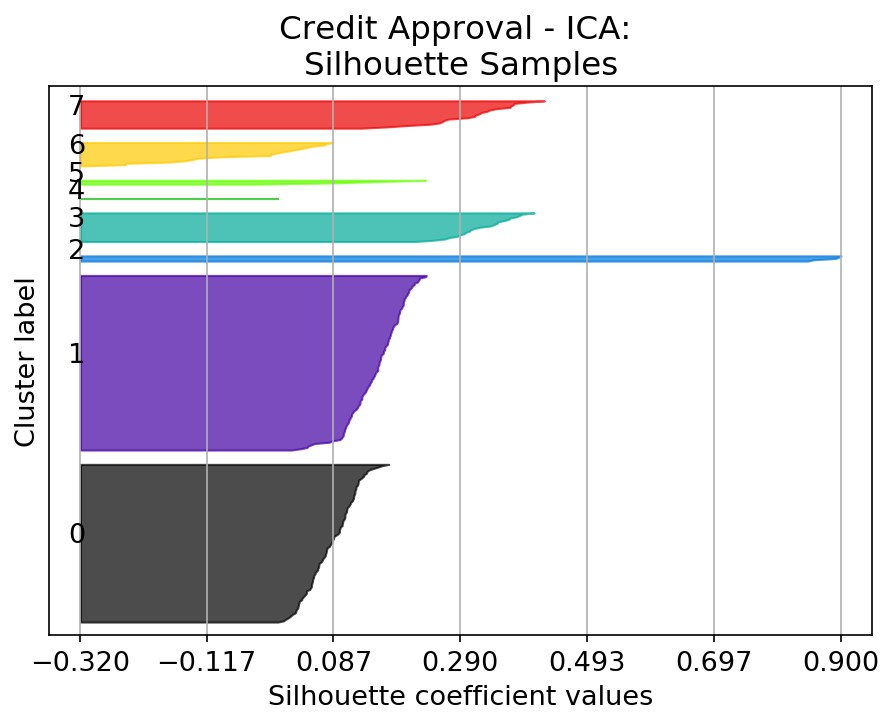 Credit Approval - ICA:
Silhouette Samples
7
6
5
4
3
2
1
0
Cluster label
−0.320 −0.117 0.087 0.290 0.493 0.697 0.900
Silhouette coefficient values